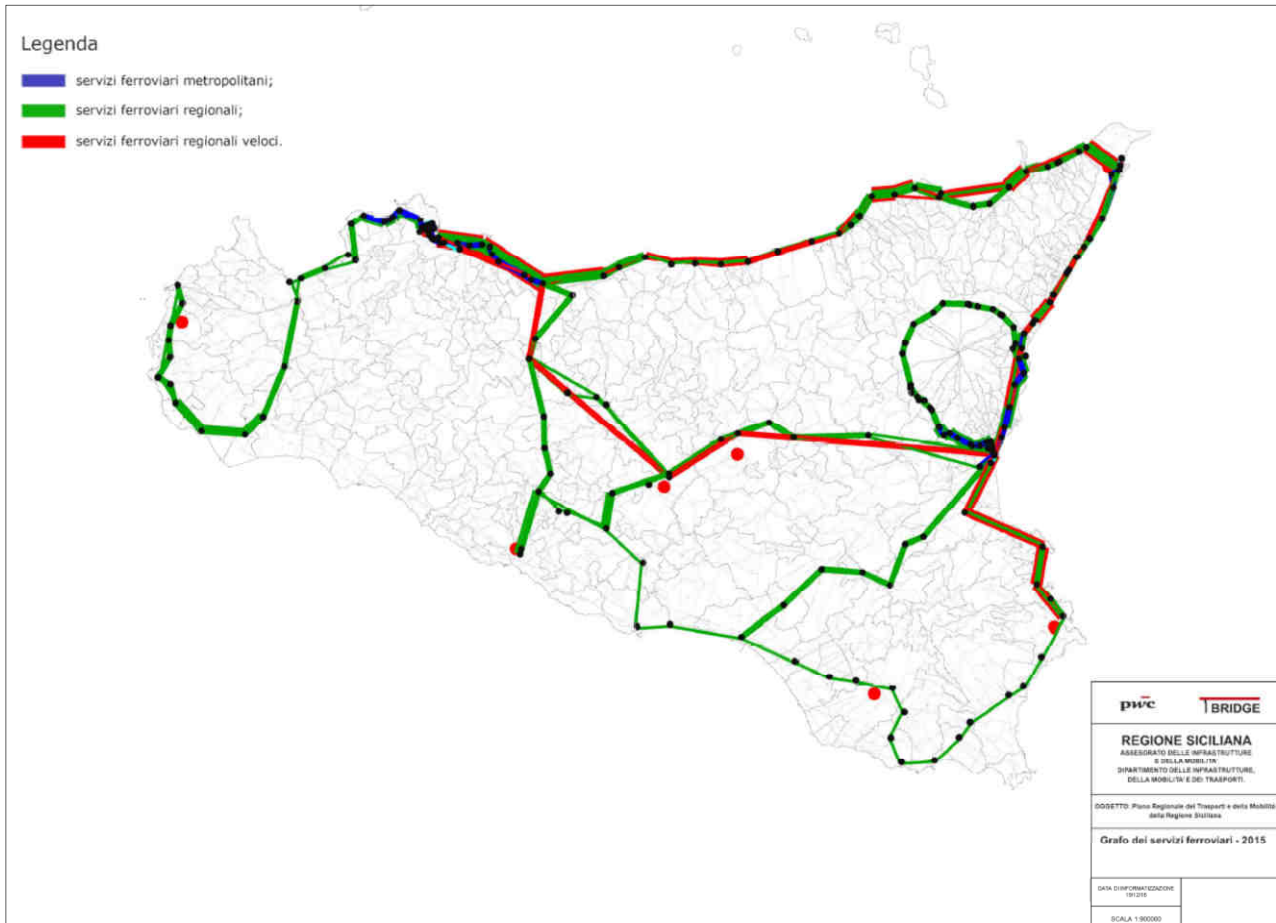 Legenda
servizi ferroviari metropolitani;
servizi ferroviari regionali;
servizi ferroviari regionali veloci.
pwc
BRIDGE
REGIONE SICILIANA
ASSESORATO DELLE INFRASTRUTTURE
E DELLA MOBILITA'
DIPARTIMENTO DELLE INFRASTRUTTURE,
DELLA MOBILITA' E DEI TRASPORTI.
OGGETTO: Piano Regionale dei Trasporti e della Mobilità
della Regione Siciliana
Grafo dei servizi ferroviari - 2015
DATA DI INFORMATIZZAZIONE
SCALA 1:900000